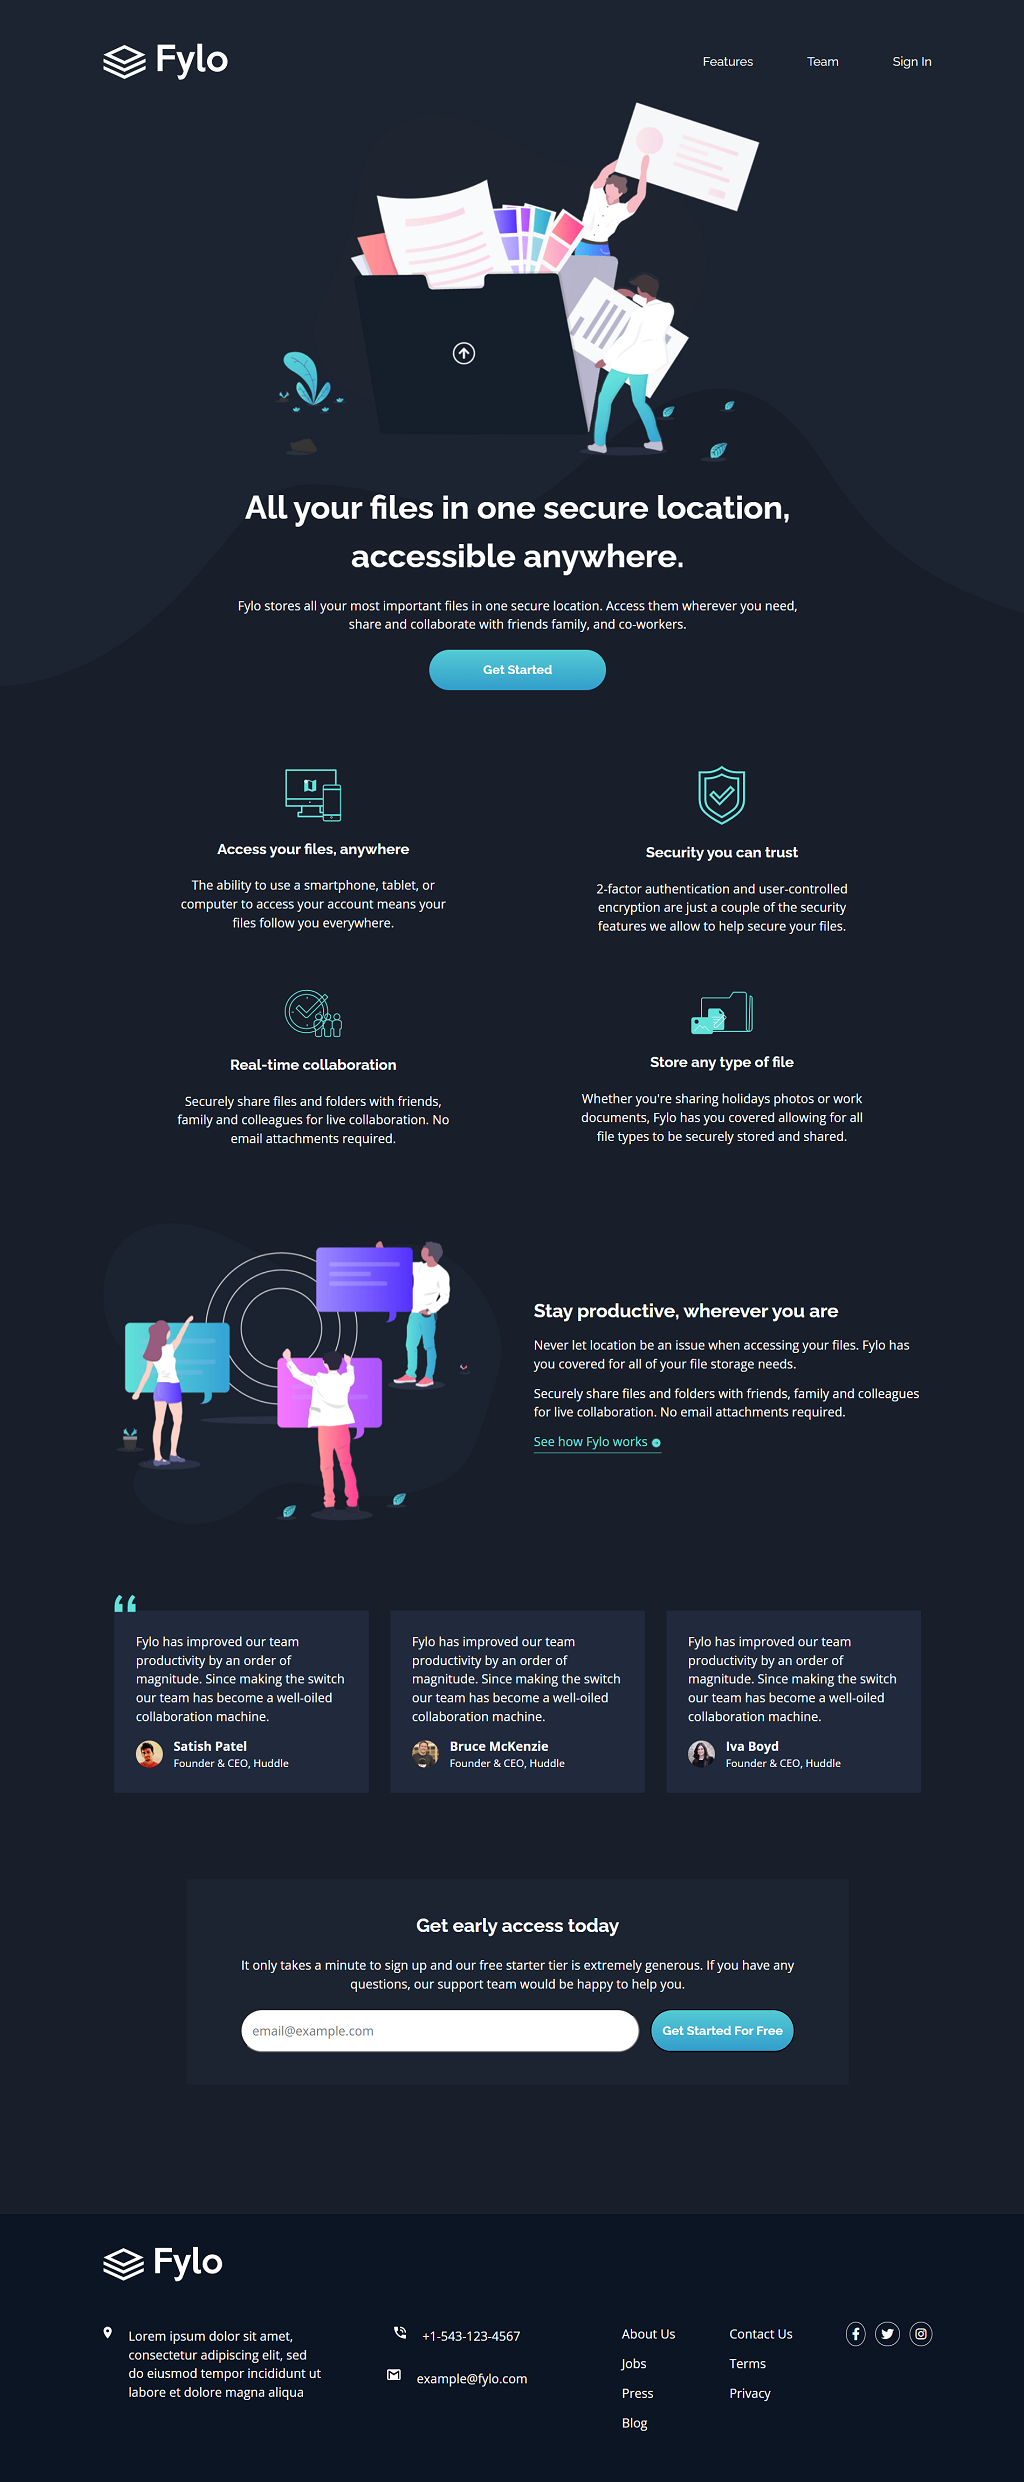 Fylo
Features
Team
Sign In
All your files in one secure location,
accessible anywhere.
Fylo stores all your most important files in one secure location. Access them wherever you need,
share and collaborate with friends family, and co-workers.
Get Started
Access your files, anywhere
The ability to use a smartphone, tablet, or
computer to access your account means your
files follow you everywhere.
Security you can trust
2-factor authentication and user-controlled
encryption are just a couple of the security
features we allow to help secure your files.
Real-time collaboration
Securely share files and folders with friends,
family and colleagues for live collaboration. No
email attachments required.
Store any type of file
Whether you're sharing holidays photos or work
documents, Fylo has you covered allowing for all
file types to be securely stored and shared.
Stay productive, wherever you are
Never let location be an issue when accessing your files. Fylo has
you covered for all of your file storage needs.
Securely share files and folders with friends, family and colleagues
for live collaboration. No email attachments required.
See how Fylo works
Fylo has improved our team
productivity by an order of
magnitude. Since making the switch
our team has become a well-oiled
collaboration machine.
Satish Patel
Founder & CEO, Huddle
Fylo has improved our team
productivity by an order of
magnitude. Since making the switch
our team has become a well-oiled
collaboration machine.
Bruce McKenzie
Founder & CEO, Huddle
Fylo has improved our team
productivity by an order of
magnitude. Since making the switch
our team has become a well-oiled
collaboration machine.
Iva Boyd
Founder & CEO, Huddle
Get early access today
It only takes a minute to sign up and our free starter tier is extremely generous. If you have any
questions, our support team would be happy to help you.
email@example.com
Get Started For Free
Fylo
Lorem ipsum dolor sit amet,
consectetur adipiscing elit, sed
do eiusmod tempor incididunt ut
labore et dolore magna aliqua
+1-543-123-4567
example@fylo.com
About Us
Jobs
Press
Blog
Contact Us
Terms
Privacy